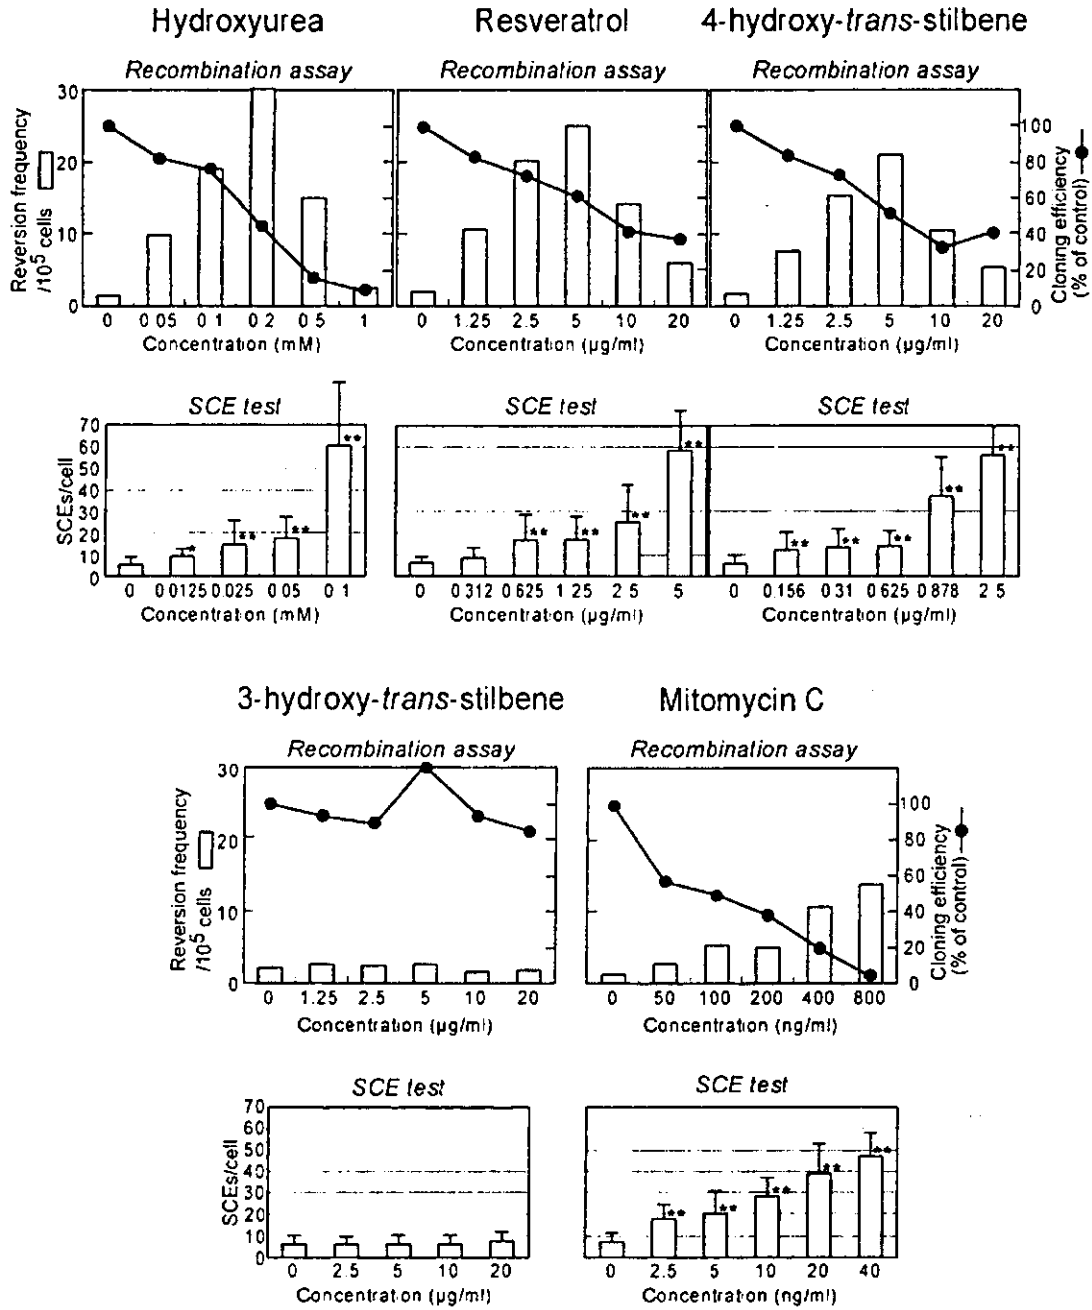 Hydroxyurea
Resveratrol
4-hydroxy-trans-stilbene
Recombination assay
Recombination assay
Recombination assay
Reversion frequency
/10⁵ cells
30
20
10
0
100
80
60
40
20
0
Cloning efficiency
(% of control)
0 0 05 0 1 0 2 0 5 1
0 1.25 2.5 5 10 20
0 1.25 2.5 5 10 20
Concentration (mM)
Concentration (µg/ml)
Concentration (µg/ml)
SCE test
SCE test
SCE test
SCEs/cell
70
60
50
40
30
20
10
0
* ** ** **
** ** ** **
** ** ** ** **
0 0 0125 0.025 0 05 0 1
0 0 312 0 625 1 25 2 5 5
0 0.156 0 31 0 625 0 878 2 5
Concentration (mM)
Concentration (µg/ml)
Concentration (µg/ml)
3-hydroxy-trans-stilbene
Mitomycin C
Recombination assay
Recombination assay
Reversion frequency
/10⁵ cells
30
20
10
0
100
80
60
40
20
0
Cloning efficiency
(% of control)
0 1.25 2.5 5 10 20
0 50 100 200 400 800
Concentration (µg/ml)
Concentration (ng/ml)
SCE test
SCE test
SCEs/cell
70
60
50
40
30
20
10
0
** ** ** ** **
0 2.5 5 10 20
0 2.5 5 10 20 40
Concentration (µg/ml)
Concentration (ng/ml)